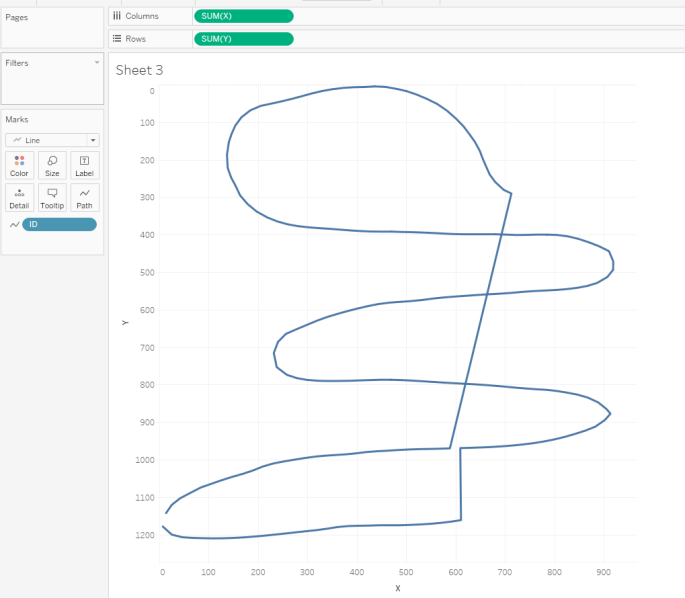 Pages
Columns
SUM(X)
Rows
SUM(Y)
Filters
Marks
Line
Color
Size
Label
Detail
Tooltip
Path
ID
Sheet 3
0
100
200
300
400
500
600
700
800
900
1000
1100
1200
Y
0 100 200 300 400 500 600 700 800 900
X